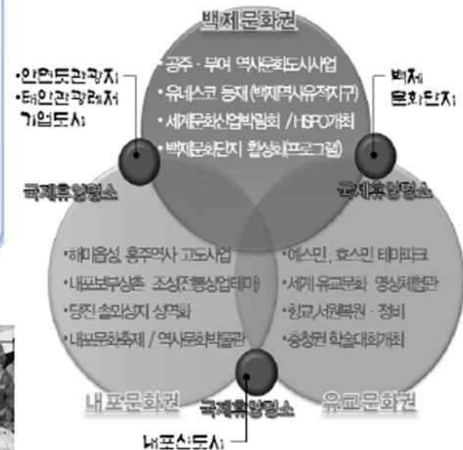 백제문화권
• 공주 · 부여 역사문화도시사업
• 유네스코 등재 (백제역사유적지구)
• 세계문화산업박람회 / HSPO개최
• 백제문화단지 활성화(프로그램)
• 안면도관광지
• 태안관광레저
기업도시
백제
문화단지
국제휴양명소
국제휴양명소
• 해미읍성, 홍주역사 고도사업
• 내포보부상촌 조성(전통상업테마)
• 당진 솔뫼성지 성역화
• 내포문화축제 / 역사문화박물관
• 예스민, 효스민 테마파크
• 세계 유교문화 영상체험관
• 향교,서원복원 · 정비
• 충청권 학술대회개최
내포문화권
국제휴양명소
유교문화권
내포신도시